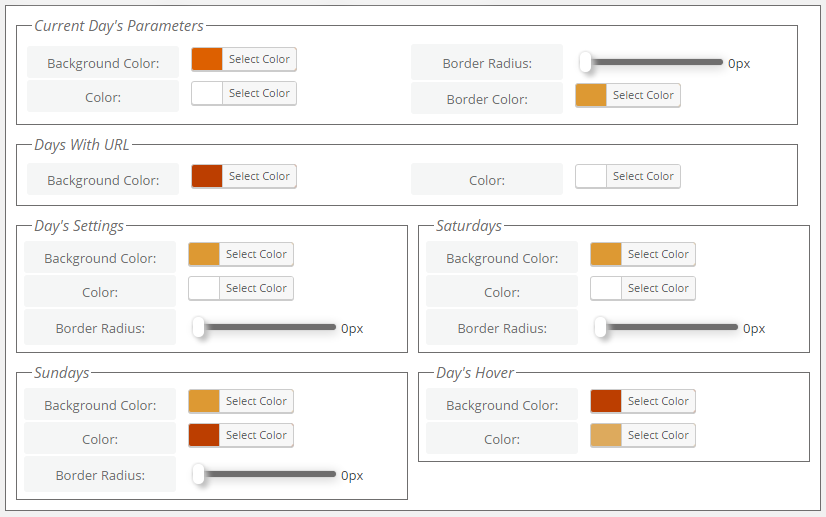 Current Day's Parameters
Background Color: Select Color
Border Radius: 0px
Color: Select Color
Border Color: Select Color
Days With URL
Background Color: Select Color
Color: Select Color
Day's Settings
Background Color: Select Color
Color: Select Color
Border Radius: 0px
Saturdays
Background Color: Select Color
Color: Select Color
Border Radius: 0px
Sundays
Background Color: Select Color
Color: Select Color
Border Radius: 0px
Day's Hover
Background Color: Select Color
Color: Select Color